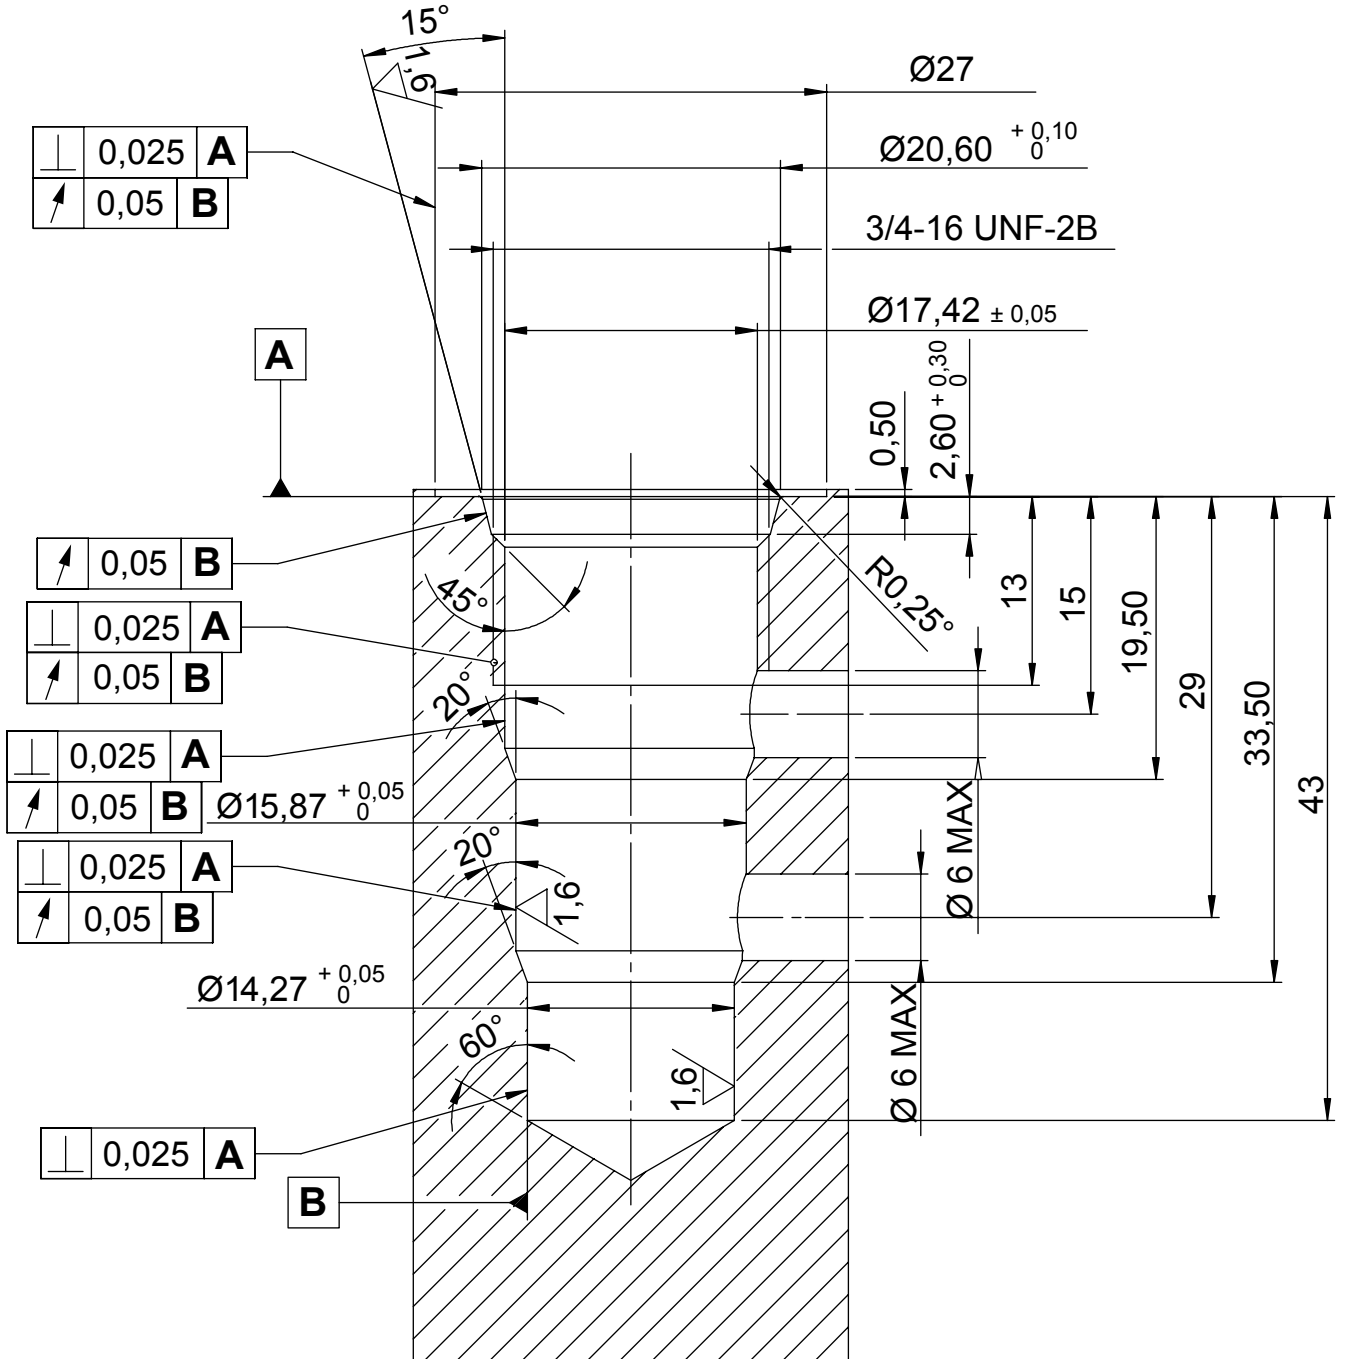 15°
1,6
Ø27
0,025 A
0,05 B
Ø20,60 + 0,10 0
3/4-16 UNF-2B
Ø17,42 ± 0,05
A
0,50
2,60 + 0,30 0
0,05 B
45°
R0,25°
13
15
19,50
29
33,50
43
0,025 A
0,05 B
20°
0,025 A
0,05 B
Ø15,87 + 0,05 0
0,025 A
0,05 B
20°
1,6
Ø 6 MAX
Ø14,27 + 0,05 0
60°
1,6
Ø 6 MAX
0,025 A
B